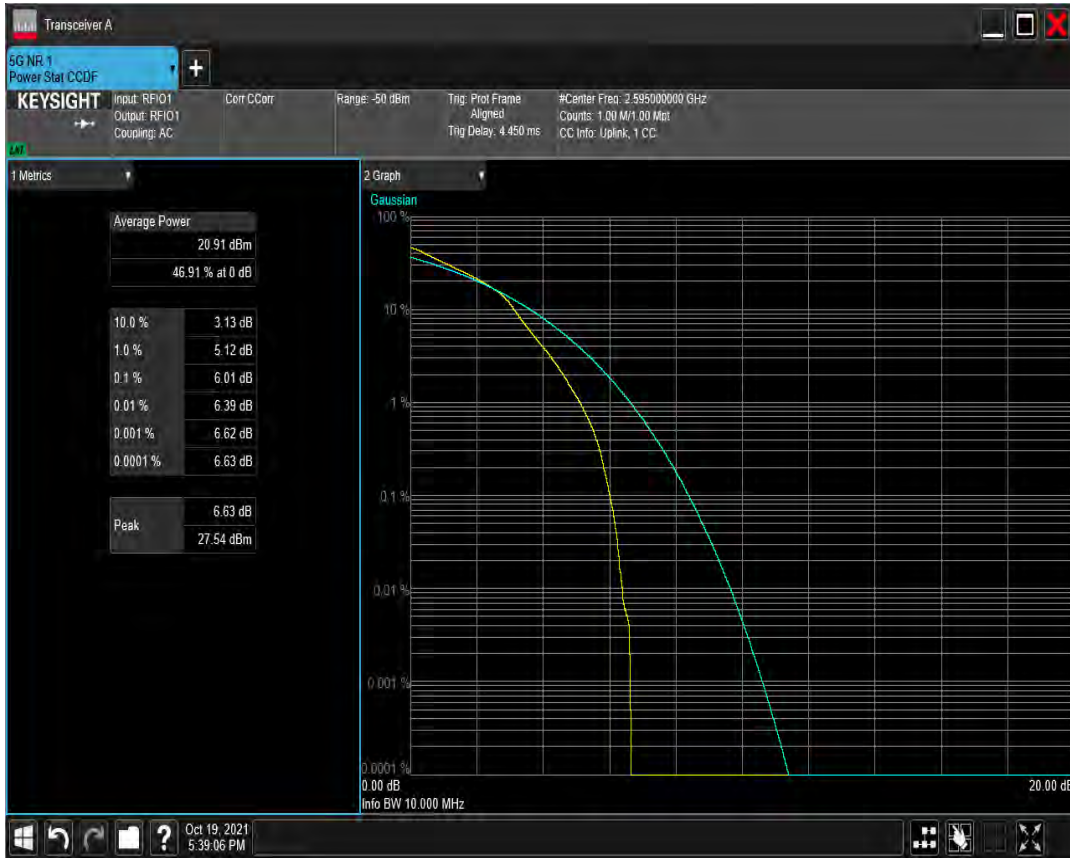 Transceiver A
5G NR 1
Power Stat CCDF
+
KEYSIGHT
Input: RFIO1
Output: RFIO1
Coupling: AC
Corr CCorr
Range: -50 dBm
Trig: Prot Frame
Aligned
Trig Delay: 4.450 ms
#Center Freq: 2.595000000 GHz
Counts: 1.00 M/1.00 Mpt
CC Info: Uplink, 1 CC
1 Metrics
Average Power
20.91 dBm
46.91 % at 0 dB
10.0 % 3.13 dB
1.0 % 5.12 dB
0.1 % 6.01 dB
0.01 % 6.39 dB
0.001 % 6.62 dB
0.0001 % 6.63 dB
Peak 6.63 dB
27.54 dBm
2 Graph
Gaussian
100 %
10 %
1 %
0.1 %
0.01 %
0.001 %
0.0001 %
0.00 dB 20.00 dB
Info BW 10.000 MHz
?
Oct 19, 2021
5:39:06 PM